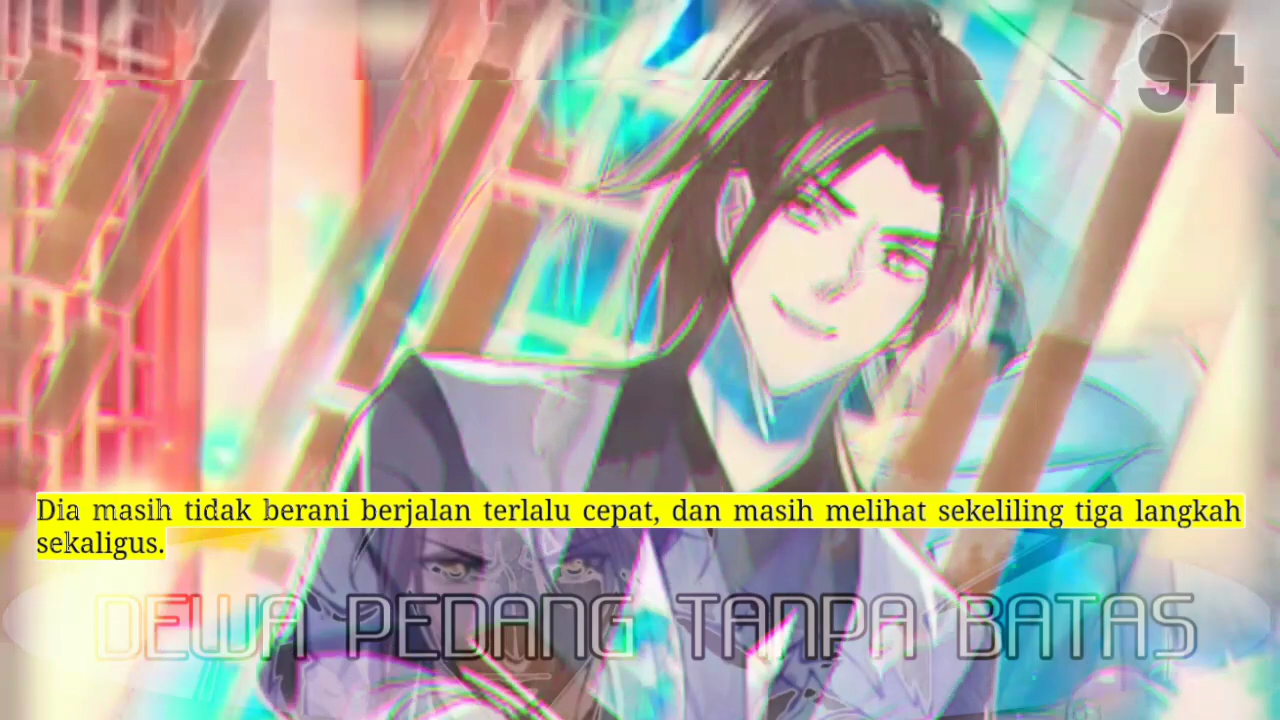 94
Dia masih tidak berani berjalan terlalu cepat, dan masih melihat sekeliling tiga langkah
sekaligus.
DEWA PEDANG TANPA BATAS